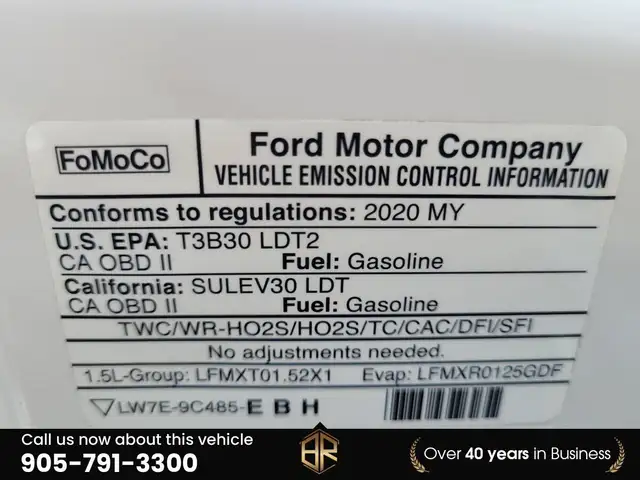 FoMoCo
Ford Motor Company
VEHICLE EMISSION CONTROL INFORMATION
Conforms to regulations: 2020 MY
U.S. EPA: T3B30 LDT2
CA OBD II Fuel: Gasoline
California: SULEV30 LDT
CA OBD II Fuel: Gasoline
TWC/WR-HO2S/HO2S/TC/CAC/DFI/SFI
No adjustments needed.
1.5L-Group: LFMXT01.52X1 Evap: LFMXR0125GDF
LW7E-9C485-E B H
Call us now about this vehicle
905-791-3300
Over 40 years in Business